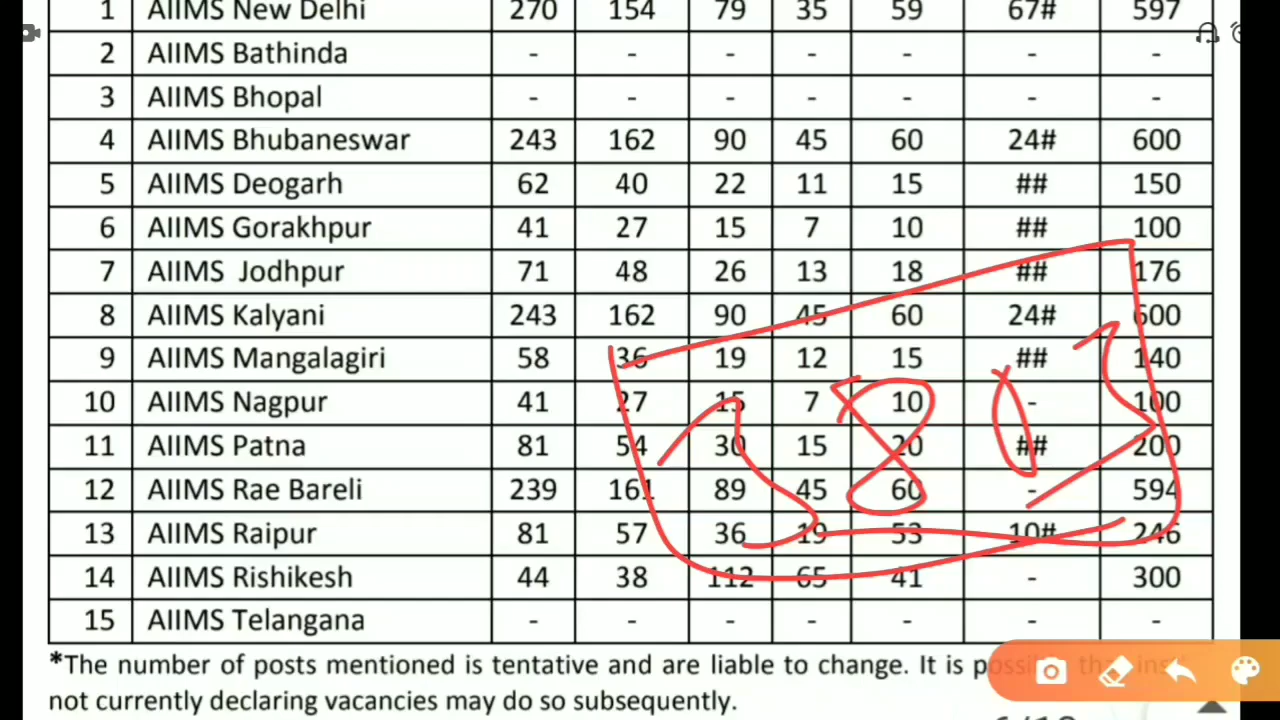 1 AIIMS New Delhi 270 154 79 35 59 67# 597
2 AIIMS Bathinda - - - - - - -
3 AIIMS Bhopal - - - - - - -
4 AIIMS Bhubaneswar 243 162 90 45 60 24# 600
5 AIIMS Deogarh 62 40 22 11 15 ## 150
6 AIIMS Gorakhpur 41 27 15 7 10 ## 100
7 AIIMS Jodhpur 71 48 26 13 18 ## 176
8 AIIMS Kalyani 243 162 90 45 60 24# 600
9 AIIMS Mangalagiri 58 36 19 12 15 ## 140
10 AIIMS Nagpur 41 27 15 7 10 - 100
11 AIIMS Patna 81 54 30 15 20 ## 200
12 AIIMS Rae Bareli 239 161 89 45 60 - 594
13 AIIMS Raipur 81 57 36 19 53 10# 246
14 AIIMS Rishikesh 44 38 112 65 41 - 300
15 AIIMS Telangana - - - - - - -
*The number of posts mentioned is tentative and are liable to change. It is
not currently declaring vacancies may do so subsequently.